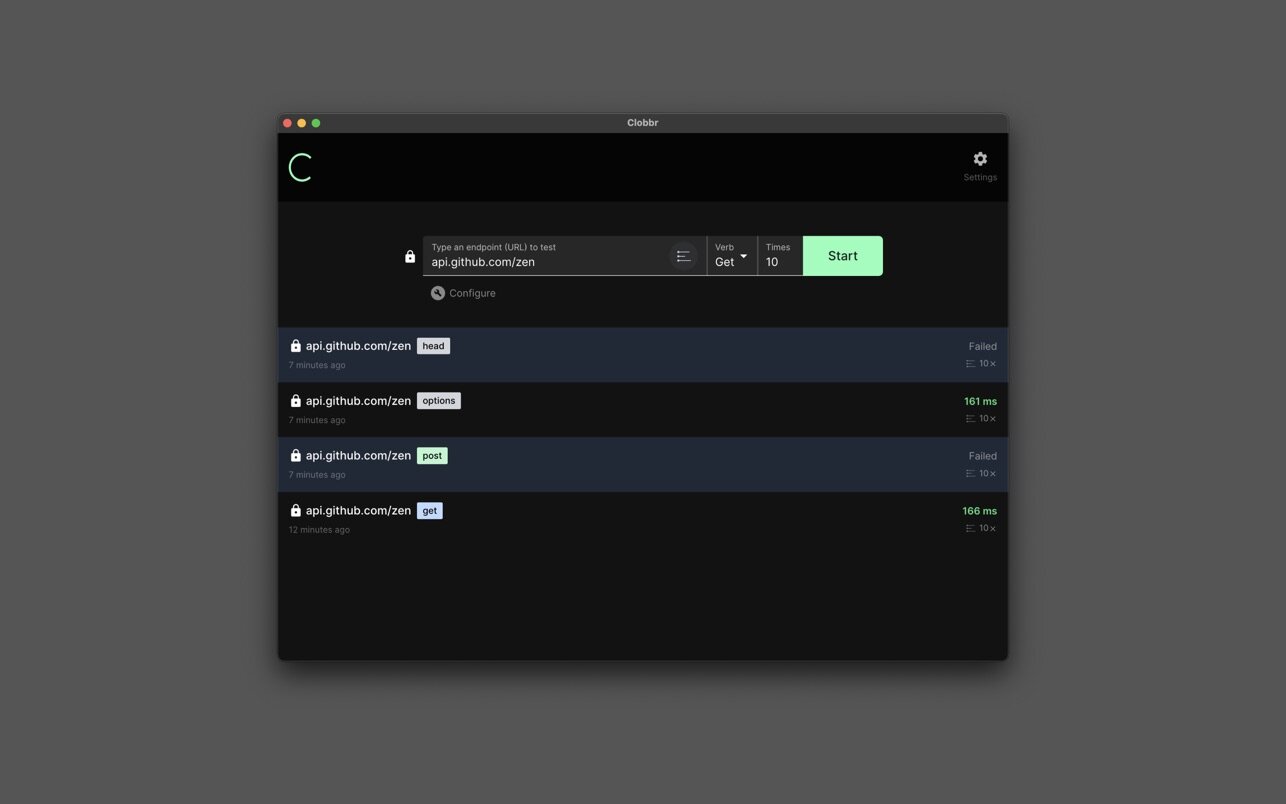 Clobbr
Settings
Type an endpoint (URL) to test
api.github.com/zen
Verb
Get
Times
10
Start
Configure
api.github.com/zen head
Failed
7 minutes ago
10×
api.github.com/zen options
161 ms
7 minutes ago
10×
api.github.com/zen post
Failed
7 minutes ago
10×
api.github.com/zen get
166 ms
12 minutes ago
10×